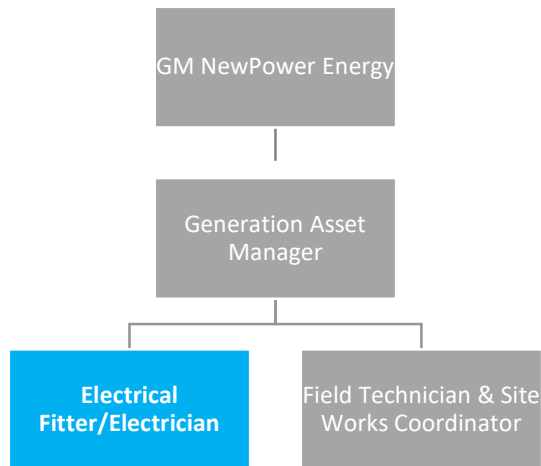 GM NewPower Energy
Generation Asset
Manager
Electrical
Fitter/Electrician
Field Technician & Site
Works Coordinator